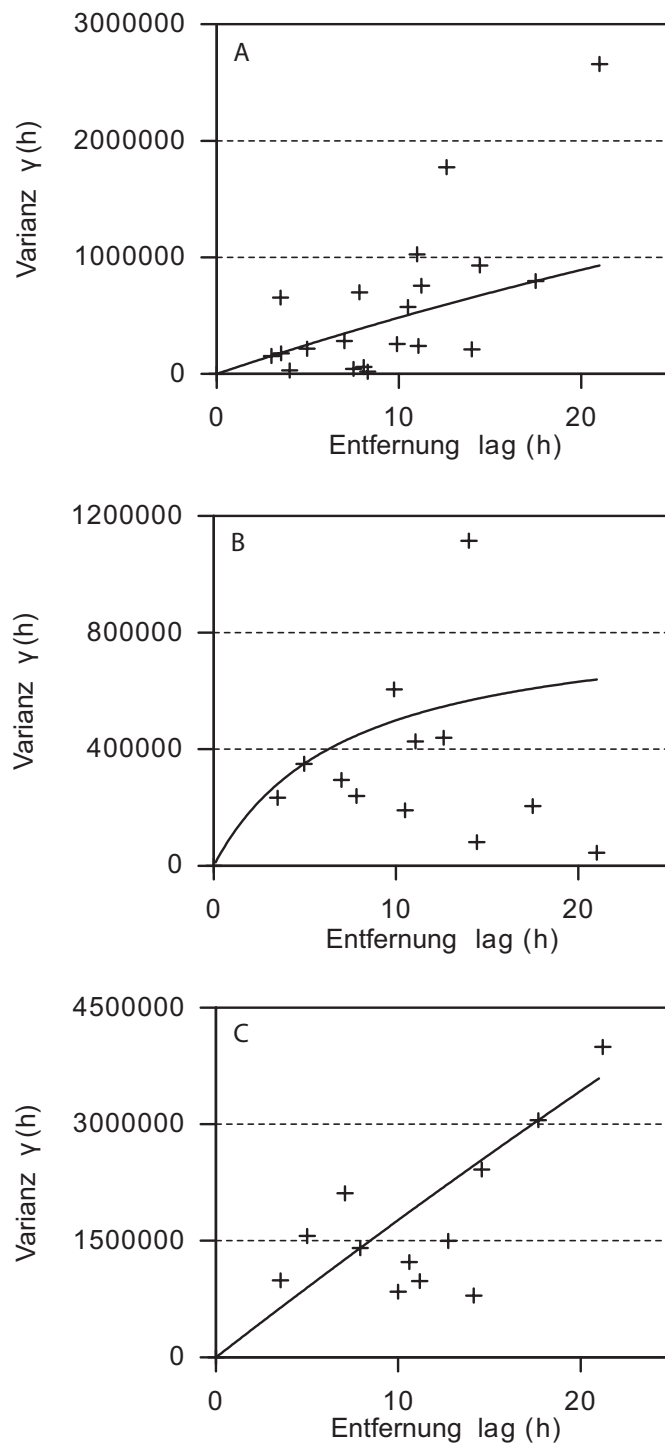 3000000
A
2000000
Varianz γ(h)
1000000
0
0 10 20
Entfernung lag (h)
1200000
B
800000
Varianz γ(h)
400000
0
0 10 20
Entfernung lag (h)
4500000
C
3000000
Varianz γ(h)
1500000
0
0 10 20
Entfernung lag (h)